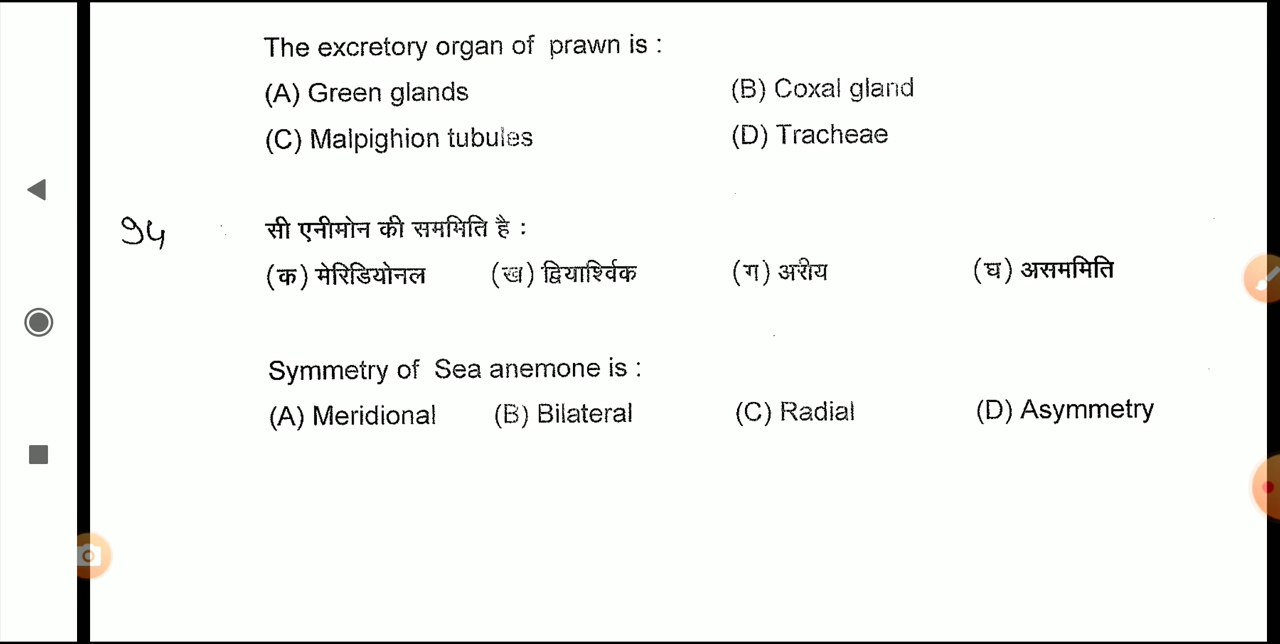 The excretory organ of prawn is :
(A) Green glands (B) Coxal gland
(C) Malpighion tubules (D) Tracheae
94 सी एनीमोन की सममिति है :
(क) मेरिडियोनल (ख) द्वियार्श्विक (ग) अरीय (घ) असममिति
Symmetry of Sea anemone is :
(A) Meridional (B) Bilateral (C) Radial (D) Asymmetry